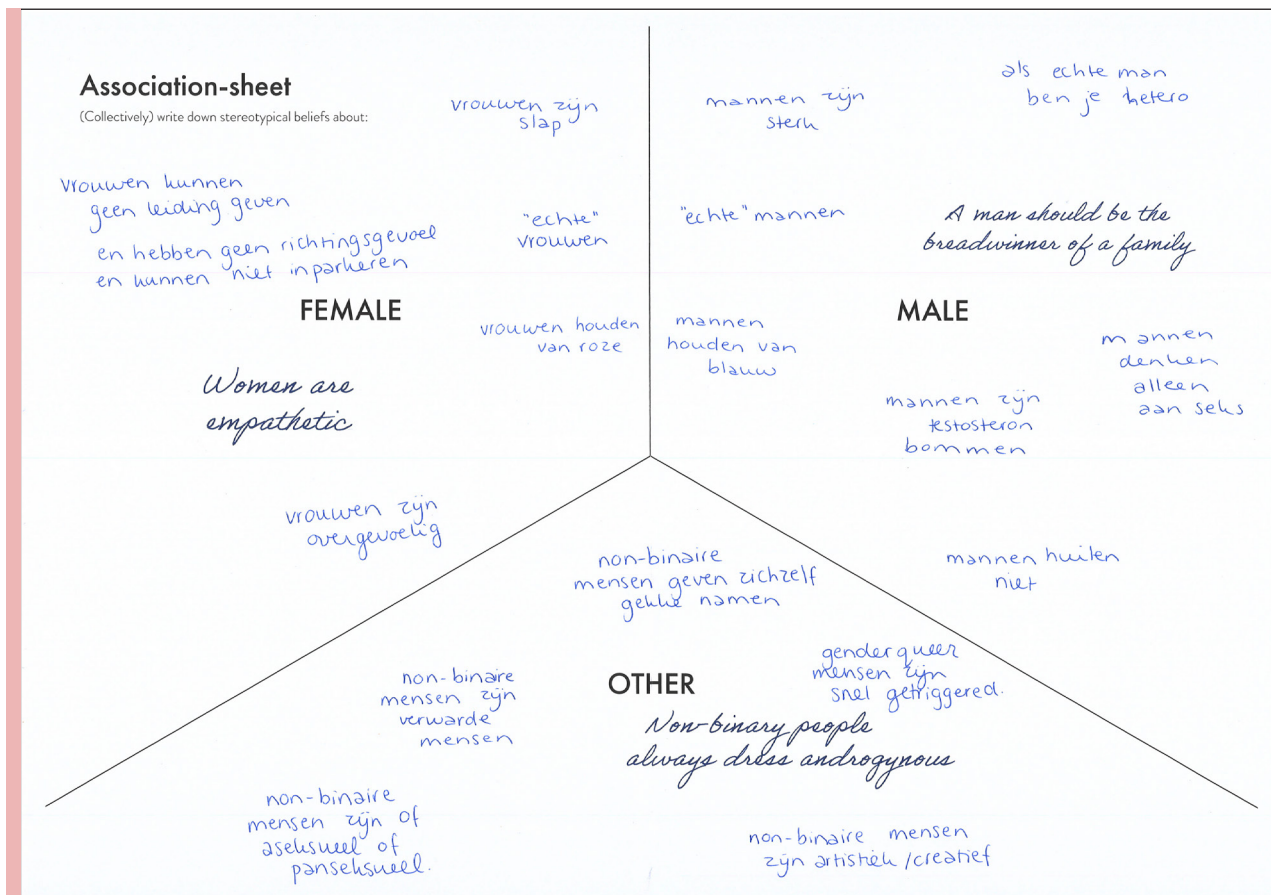 Association-sheet
(Collectively) write down stereotypical beliefs about:
vrouwen zijn
slap
vrouwen kunnen
geen leiding geven
en hebben geen richtingsgevoel
en kunnen niet inparkeren
"echte"
vrouwen
FEMALE
vrouwen houden
van roze
Women are
empathetic
vrouwen zijn
overgevoelig
mannen zijn
sterk
als echte man
ben je hetero
"echte" mannen
A man should be the
breadwinner of a family
MALE
mannen
houden van
blauw
mannen
denken
alleen
aan seks
mannen zijn
testosteron
bommen
mannen huilen
niet
non-binaire
mensen geven zichzelf
gekke namen
genderqueer
mensen zijn
snel getriggered.
non-binaire
mensen zijn
verwarde
mensen
OTHER
Non-binary people
always dress androgynous
non-binaire
mensen zijn of
aseksueel of
panseksueel.
non-binaire mensen
zijn artistiek/creatief